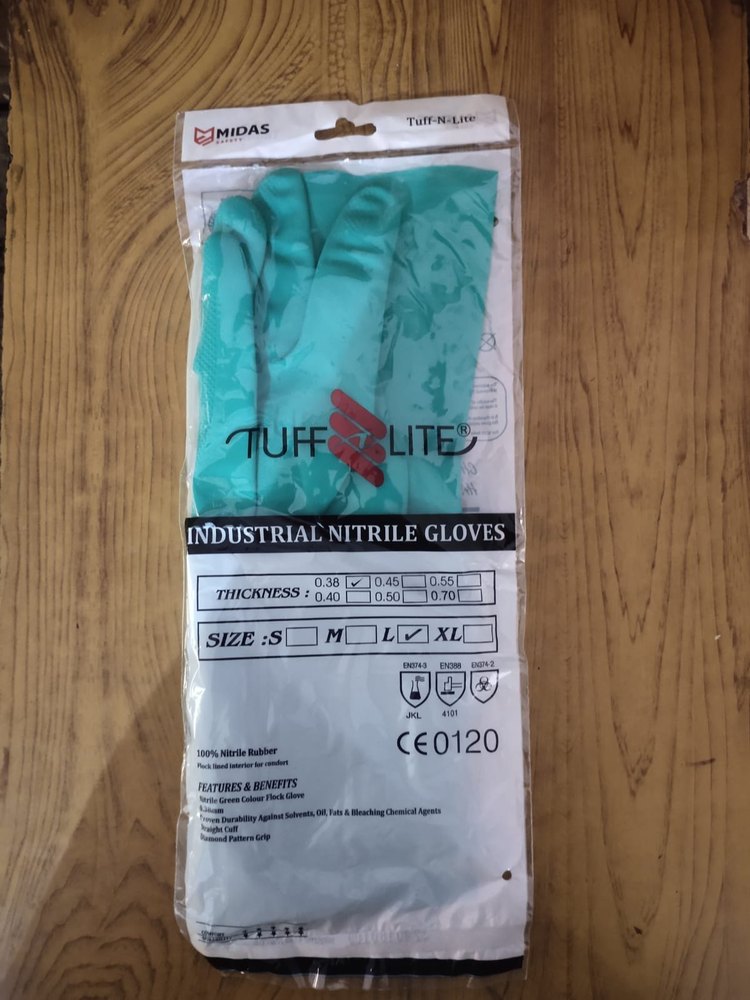 MIDAS
SAFETY
Tuff-N-Lite
TUFF N LITE®
INDUSTRIAL NITRILE GLOVES
THICKNESS : 0.38 ✓ 0.45 0.55
0.40 0.50 0.70
SIZE : S M L ✓ XL
EN374-3 EN388 EN374-2
JKL 4101
CE0120
100% Nitrile Rubber
Flock lined interior for comfort
FEATURES & BENEFITS
Nitrile Green Colour Flock Glove
Proven Durability Against Solvents, Oil, Fats & Bleaching Chemical Agents
Straight Cuff
Diamond Pattern Grip